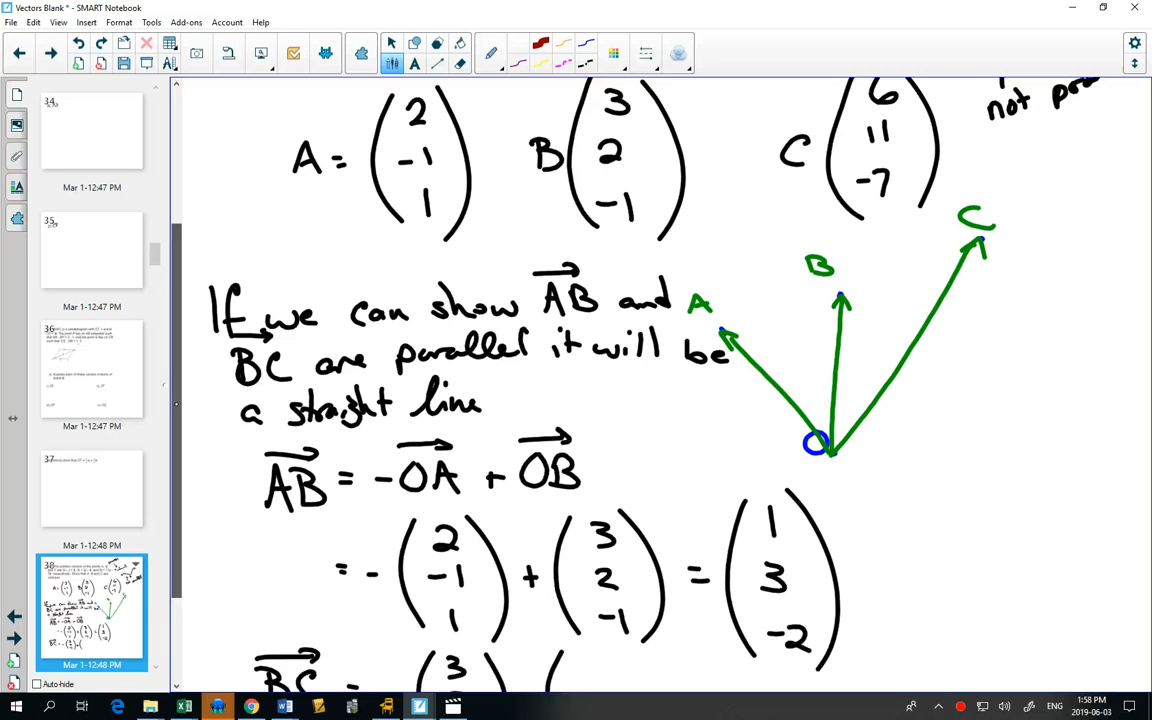 Vectors Blank * - SMART Notebook
File Edit View Insert Format Tools Add-ons Account Help
34
Mar 1-12:47 PM
35
Mar 1-12:47 PM
36
Mar 1-12:47 PM
37
Mar 1-12:48 PM
38
Mar 1-12:48 PM
Auto-hide
not
A = ( 2 -1 1 ) B ( 3 2 -1 ) C ( 6 11 -7 )
C
B
A
O
If we can show AB and
BC are parallel it will be
a straight line
AB = - OA + OB
= - ( 2 -1 1 ) + ( 3 2 -1 ) = ( 1 3 -2 )
BC = ( 3 (
ENG
1:58 PM
2019-06-03